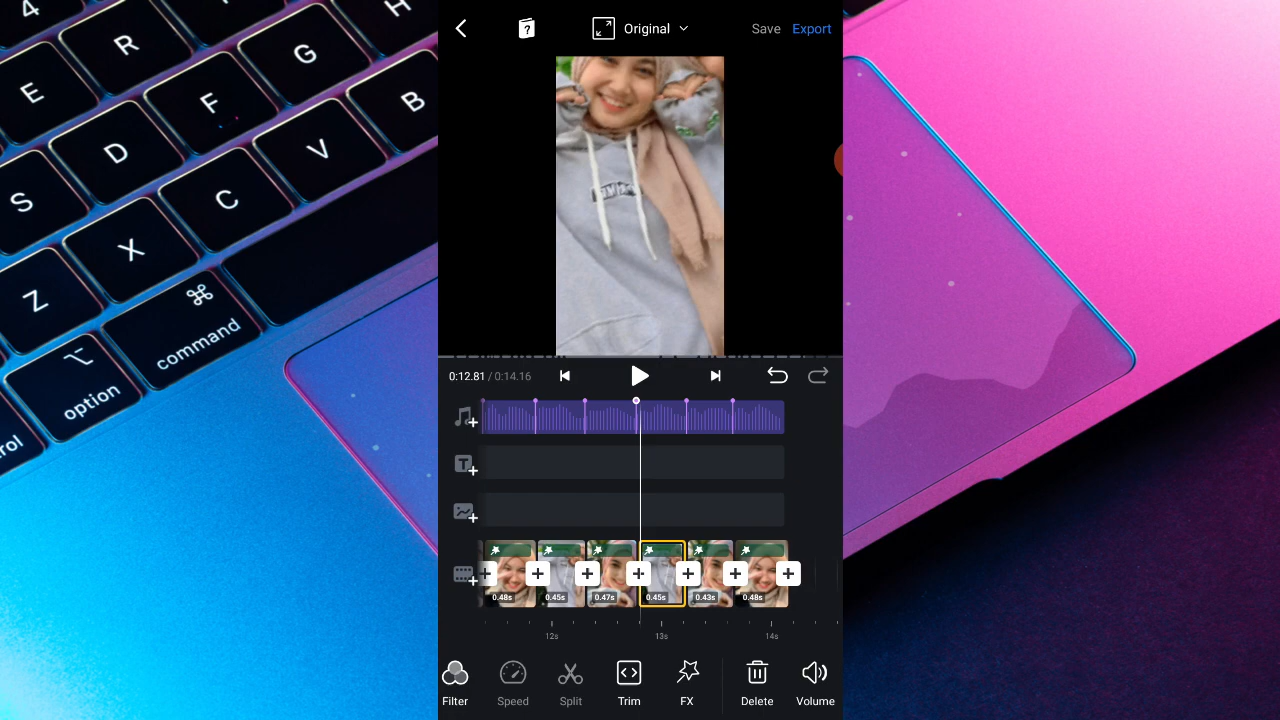 Original
Save
Export
0:12.81 / 0:14.16
0.48s
0.45s
0.47s
0.45s
0.43s
0.48s
12s
13s
14s
Filter
Speed
Split
Trim
FX
Delete
Volume
4
R
G
H
E
F
B
S
D
V
C
Z
X
⌘
command
⌥
option